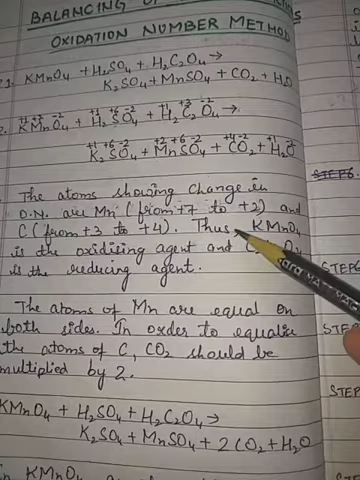 BALANCING OF
OXIDATION NUMBER METHOD
1. KMnO₄ + H₂SO₄ + H₂C₂O₄ →
K₂SO₄ + MnSO₄ + CO₂ + H₂O
2. +1 +7 -2 +1 +6 -2 +1 +3 -2
KMnO₄ + H₂SO₄ + H₂C₂O₄ →
+1 +6 -2 +2 +6 -2 +4 -2 +1
K₂SO₄ + MnSO₄ + CO₂ + H₂O
The atoms showing change in
O.N. are Mn (from +7 to +2) and
C (from +3 to +4). Thus KMnO₄
is the oxidising agent and
is the reducing agent.
The atoms of Mn are equal on
both sides. In order to equalise
the atoms of C, CO₂ should be
multiplied by 2.
KMnO₄ + H₂SO₄ + H₂C₂O₄ →
K₂SO₄ + MnSO₄ + 2CO₂ + H₂O
KMnO₄
STEP
STEP
STEP